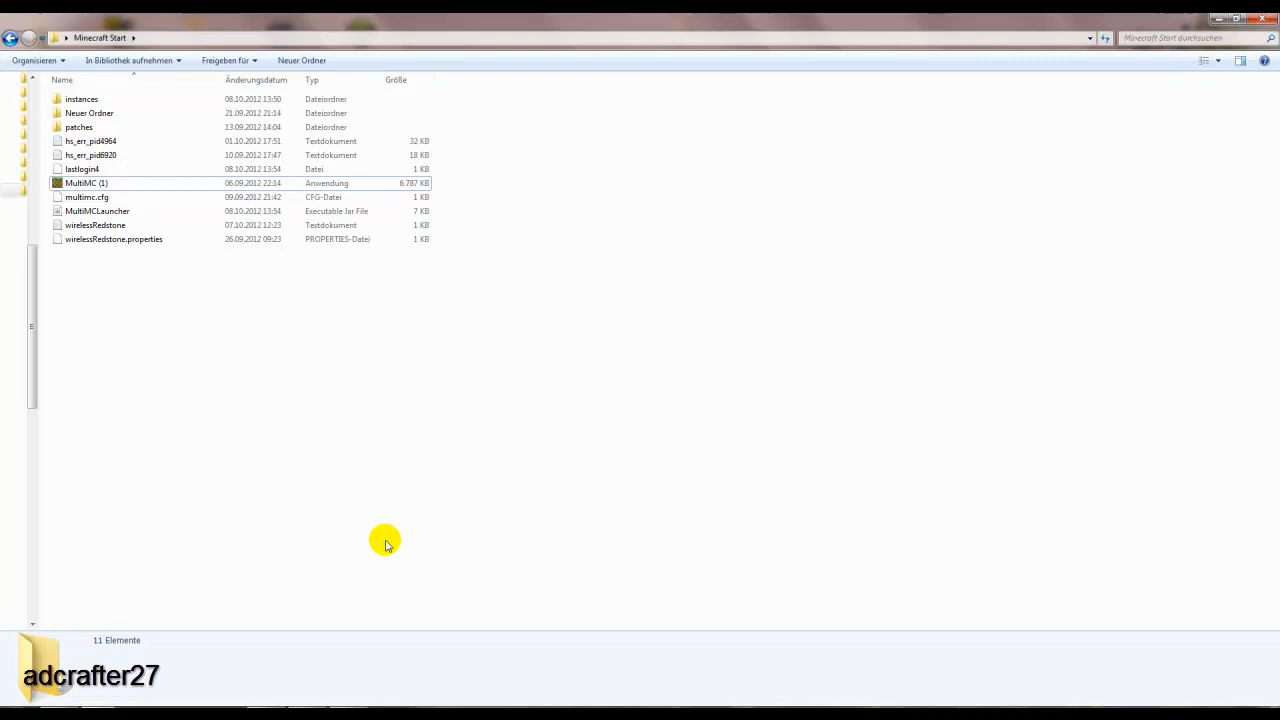 Minecraft Start
Minecraft Start durchsuchen
Organisieren In Bibliothek aufnehmen Freigeben für Neuer Ordner
Name Änderungsdatum Typ Größe
instances 08.10.2012 13:50 Dateiordner
Neuer Ordner 21.09.2012 21:14 Dateiordner
patches 13.09.2012 14:04 Dateiordner
hs_err_pid4964 01.10.2012 17:51 Textdokument 32 KB
hs_err_pid6920 10.09.2012 17:47 Textdokument 18 KB
lastlogin4 08.10.2012 13:54 Datei 1 KB
MultiMC (1) 06.09.2012 22:14 Anwendung 6.787 KB
multimc.cfg 09.09.2012 21:42 CFG-Datei 1 KB
MultiMCLauncher 08.10.2012 13:54 Executable Jar File 7 KB
wirelessRedstone 07.10.2012 12:23 Textdokument 1 KB
wirelessRedstone.properties 26.09.2012 09:23 PROPERTIES-Datei 1 KB
11 Elemente
adcrafter27